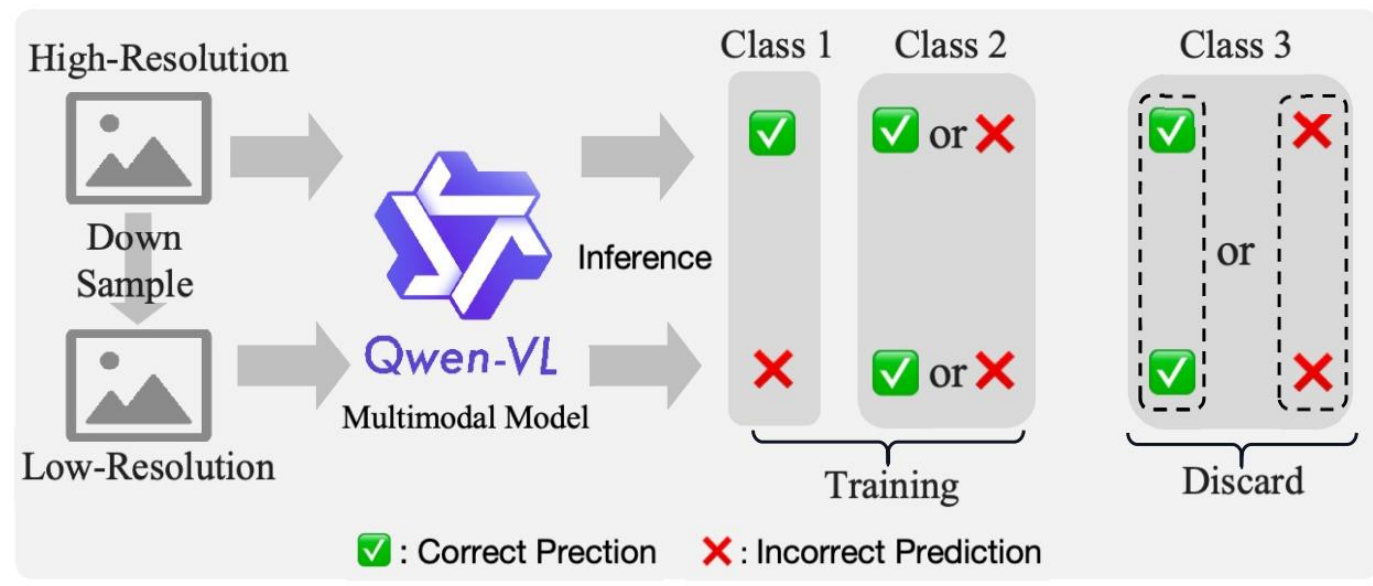 High-Resolution
Down
Sample
Low-Resolution
Qwen-VL
Multimodal Model
Inference
Class 1
Class 2
Class 3
or
or
or
Training
Discard
: Correct Prection
: Incorrect Prediction